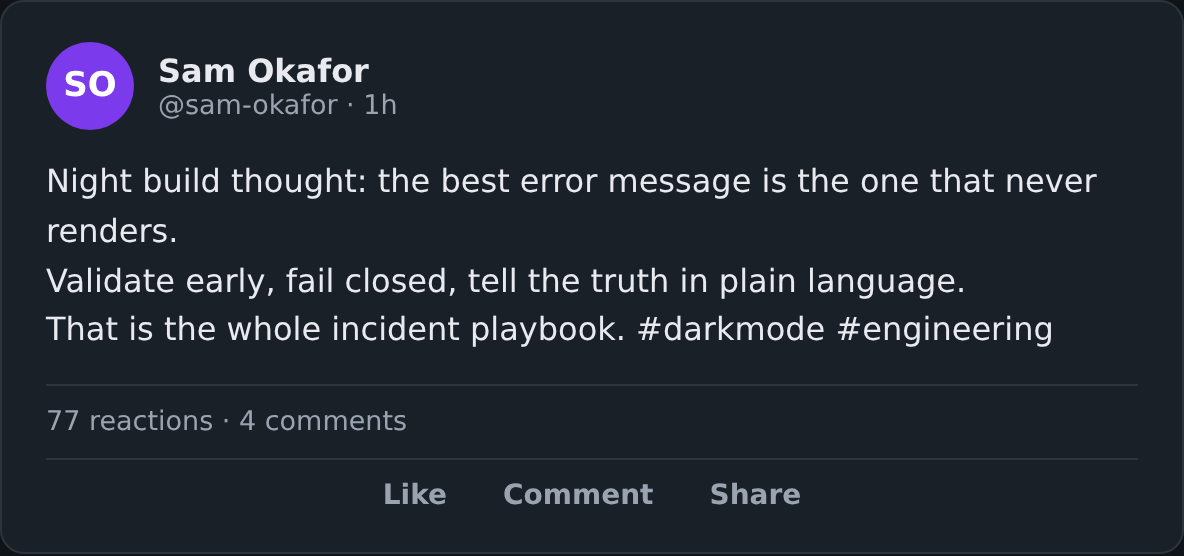 SO
Sam Okafor
@sam-okafor · 1h
Night build thought: the best error message is the one that never
renders.
Validate early, fail closed, tell the truth in plain language.
That is the whole incident playbook. #darkmode #engineering
77 reactions · 4 comments
Like Comment Share